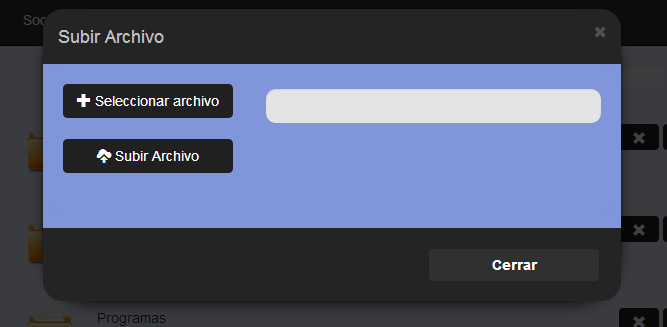 Subir Archivo
Seleccionar archivo
Subir Archivo
Cerrar
Programas